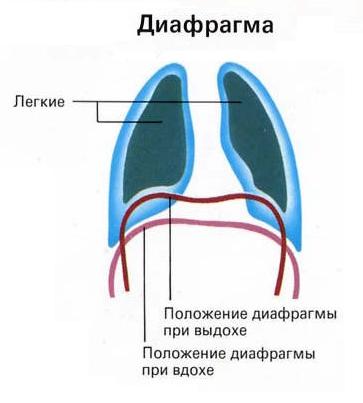 Диафрагма
Легкие
Положение диафрагмы
при выдохе
Положение диафрагмы
при вдохе